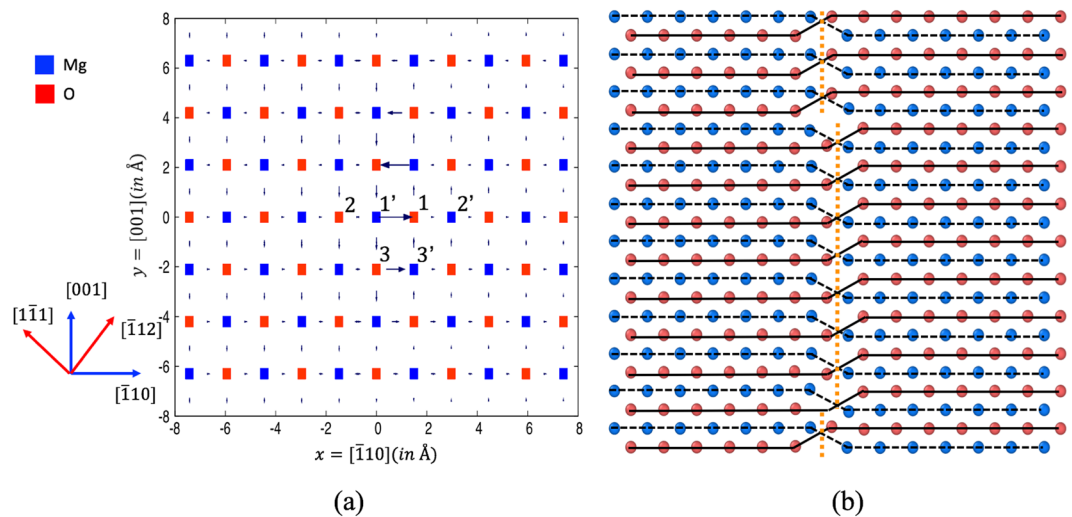 Mg
O
8
6
4
2
0
-2
-4
-6
-8
2 1' 1 2'
3 3'
-8 -6 -4 -2 0 2 4 6 8
y = [001](in Å)
x = [1̄10](in Å)
[001]
[11̄1]
[1̄12]
[1̄10]
(a)
(b)